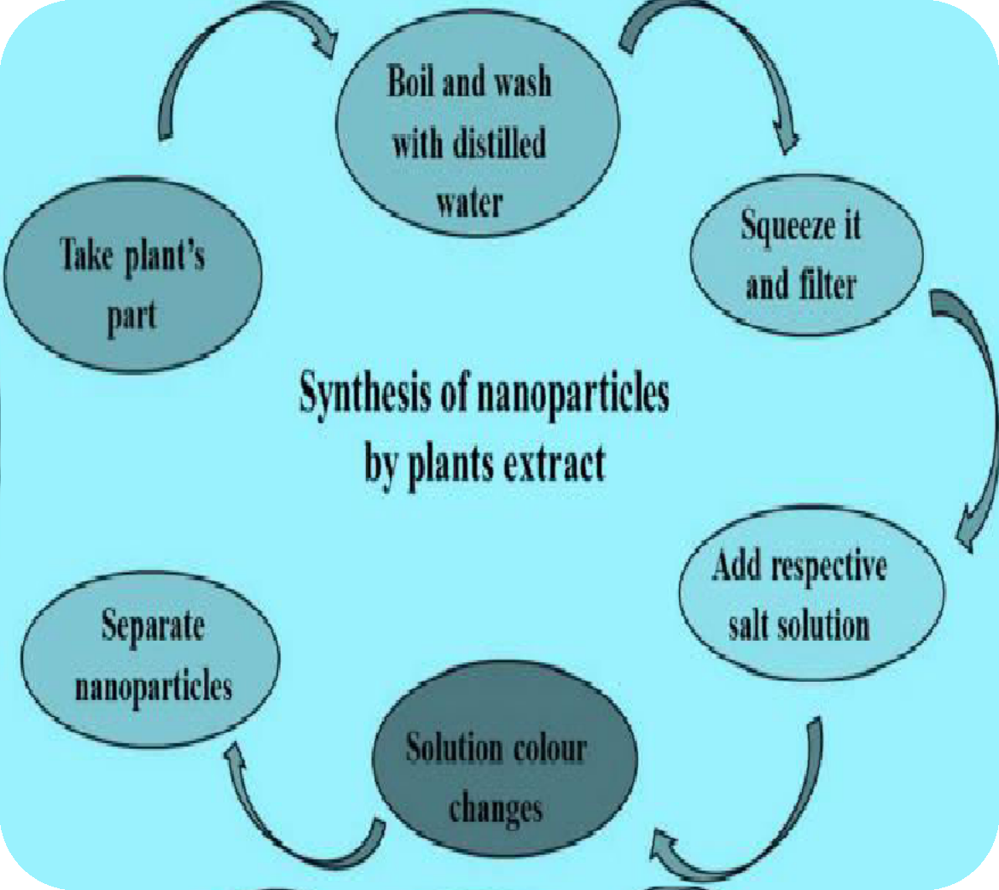 Take plant's
part
Boil and wash
with distilled
water
Squeeze it
and filter
Add respective
salt solution
Solution colour
changes
Separate
nanoparticles
Synthesis of nanoparticles
by plants extract